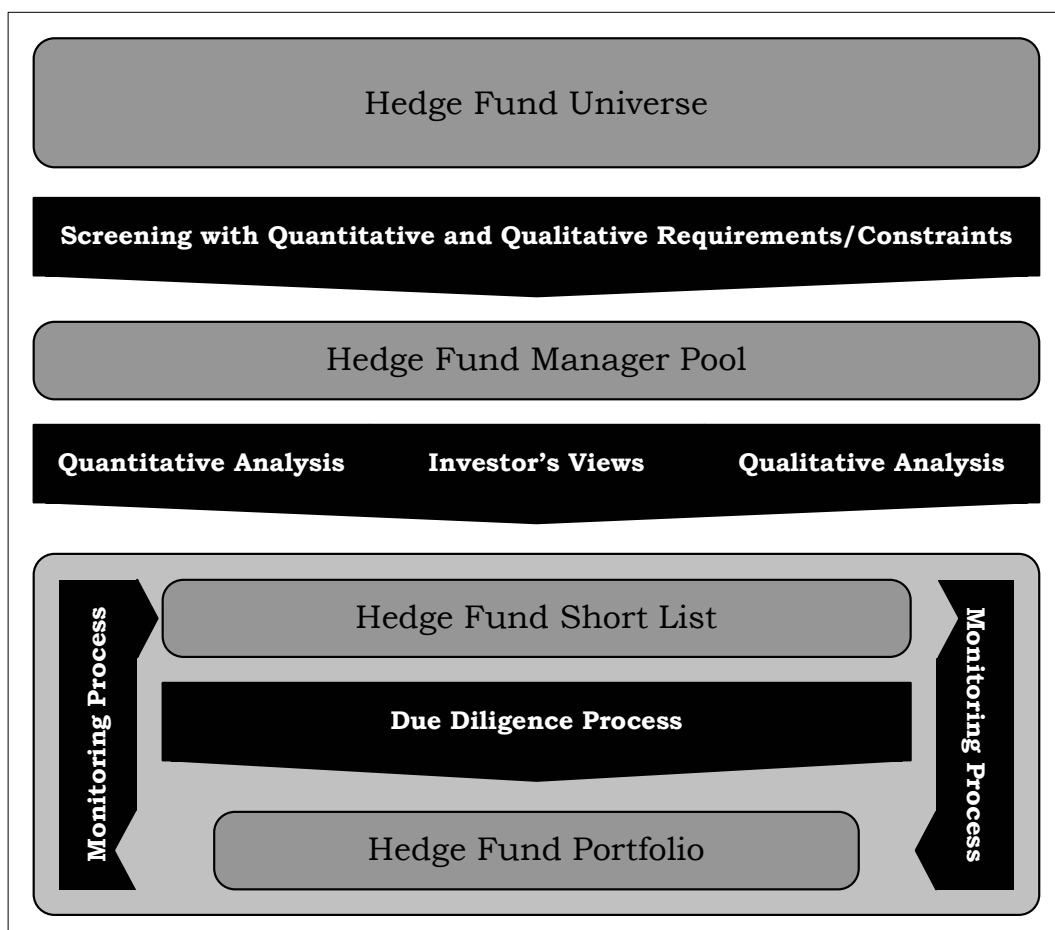 Hedge Fund Universe
Screening with Quantitative and Qualitative Requirements/Constraints
Hedge Fund Manager Pool
Quantitative Analysis
Investor’s Views
Qualitative Analysis
Monitoring Process
Hedge Fund Short List
Due Diligence Process
Hedge Fund Portfolio
Monitoring Process